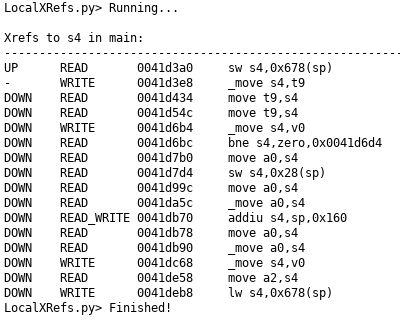 LocalXRefs.py> Running...
Xrefs to s4 in main:
-------------------------------------------------------
UP READ 0041d3a0 sw s4,0x678(sp)
- WRITE 0041d3e8 _move s4,t9
DOWN READ 0041d434 move t9,s4
DOWN READ 0041d54c move t9,s4
DOWN WRITE 0041d6b4 _move s4,v0
DOWN READ 0041d6bc bne s4,zero,0x0041d6d4
DOWN READ 0041d7b0 move a0,s4
DOWN READ 0041d7d4 sw s4,0x28(sp)
DOWN READ 0041d99c move a0,s4
DOWN READ 0041da5c _move a0,s4
DOWN READ_WRITE 0041db70 addiu s4,sp,0x160
DOWN READ 0041db78 move a0,s4
DOWN READ 0041db90 _move a0,s4
DOWN WRITE 0041dc68 _move s4,v0
DOWN READ 0041de58 move a2,s4
DOWN WRITE 0041deb8 lw s4,0x678(sp)
LocalXRefs.py> Finished!